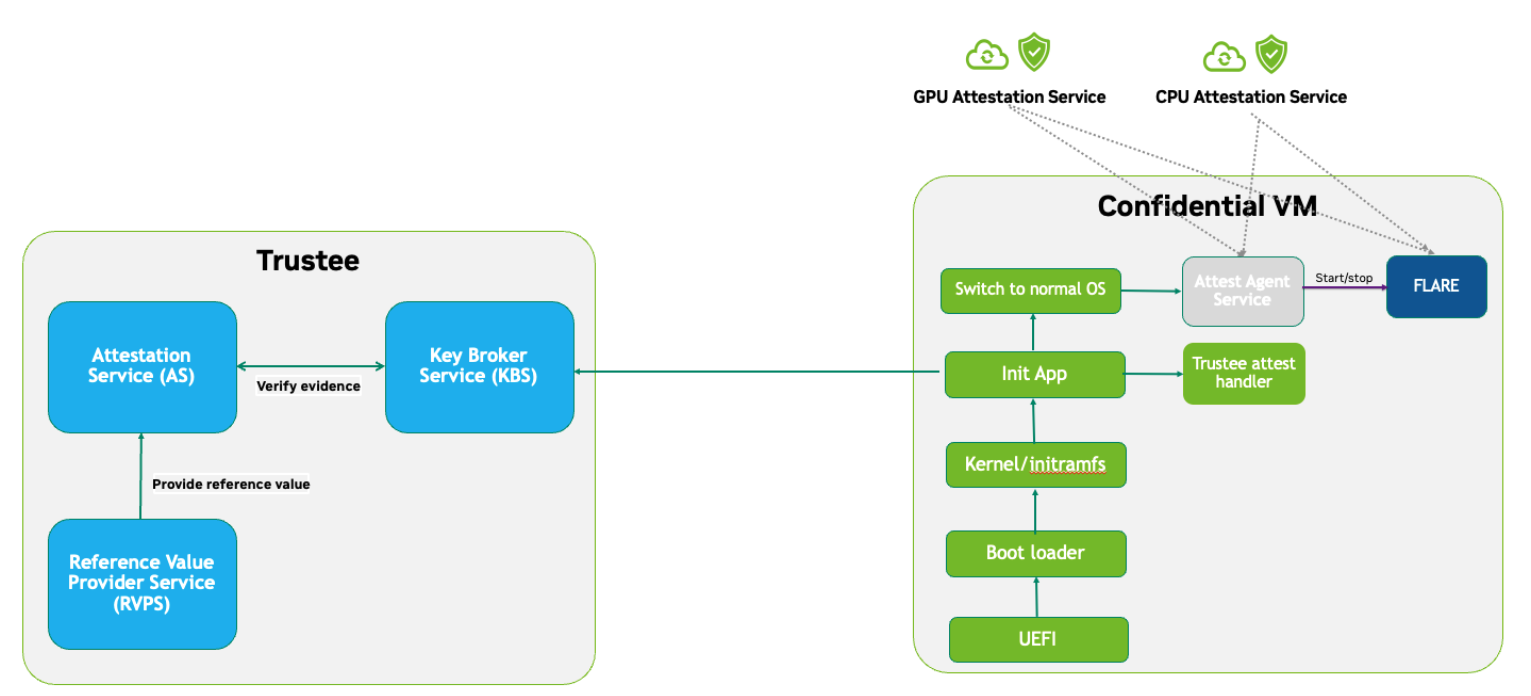 GPU Attestation Service
CPU Attestation Service
Trustee
Attestation
Service (AS)
Verify evidence
Key Broker
Service (KBS)
Provide reference value
Reference Value
Provider Service
(RVPS)
Confidential VM
Switch to normal OS
Attest Agent
Service
Start/stop
FLARE
Init App
Trustee attest
handler
Kernel/initramfs
Boot loader
UEFI